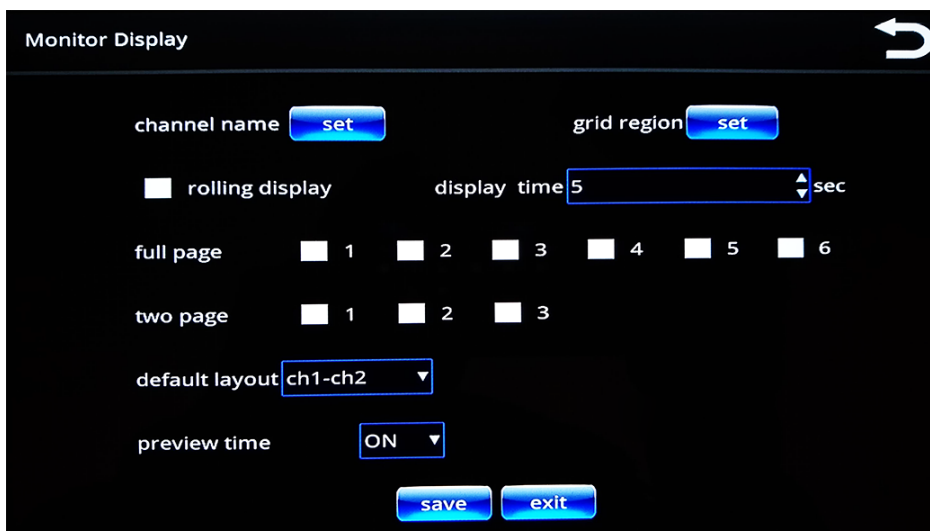 Monitor Display
channel name set grid region set
rolling display display time 5 sec
full page 1 2 3 4 5 6
two page 1 2 3
default layout ch1-ch2
preview time ON
save exit